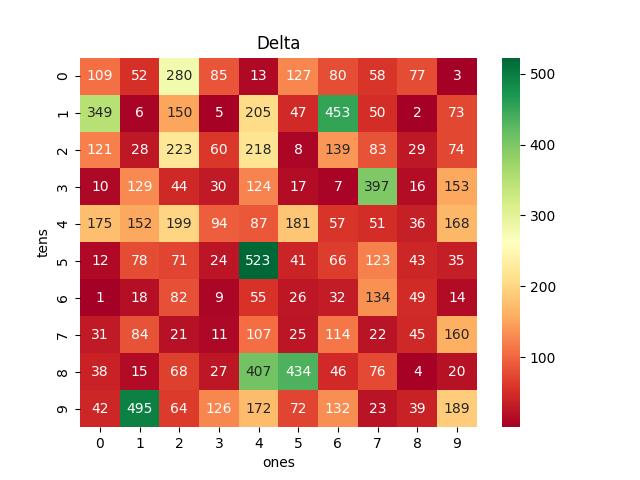 Delta
0 109 52 280 85 13 127 80 58 77 3
1 349 6 150 5 205 47 453 50 2 73
2 121 28 223 60 218 8 139 83 29 74
3 10 129 44 30 124 17 7 397 16 153
4 175 152 199 94 87 181 57 51 36 168
5 12 78 71 24 523 41 66 123 43 35
6 1 18 82 9 55 26 32 134 49 14
7 31 84 21 11 107 25 114 22 45 160
8 38 15 68 27 407 434 46 76 4 20
9 42 495 64 126 172 72 132 23 39 189
0 1 2 3 4 5 6 7 8 9
ones
tens
500
400
300
200
100